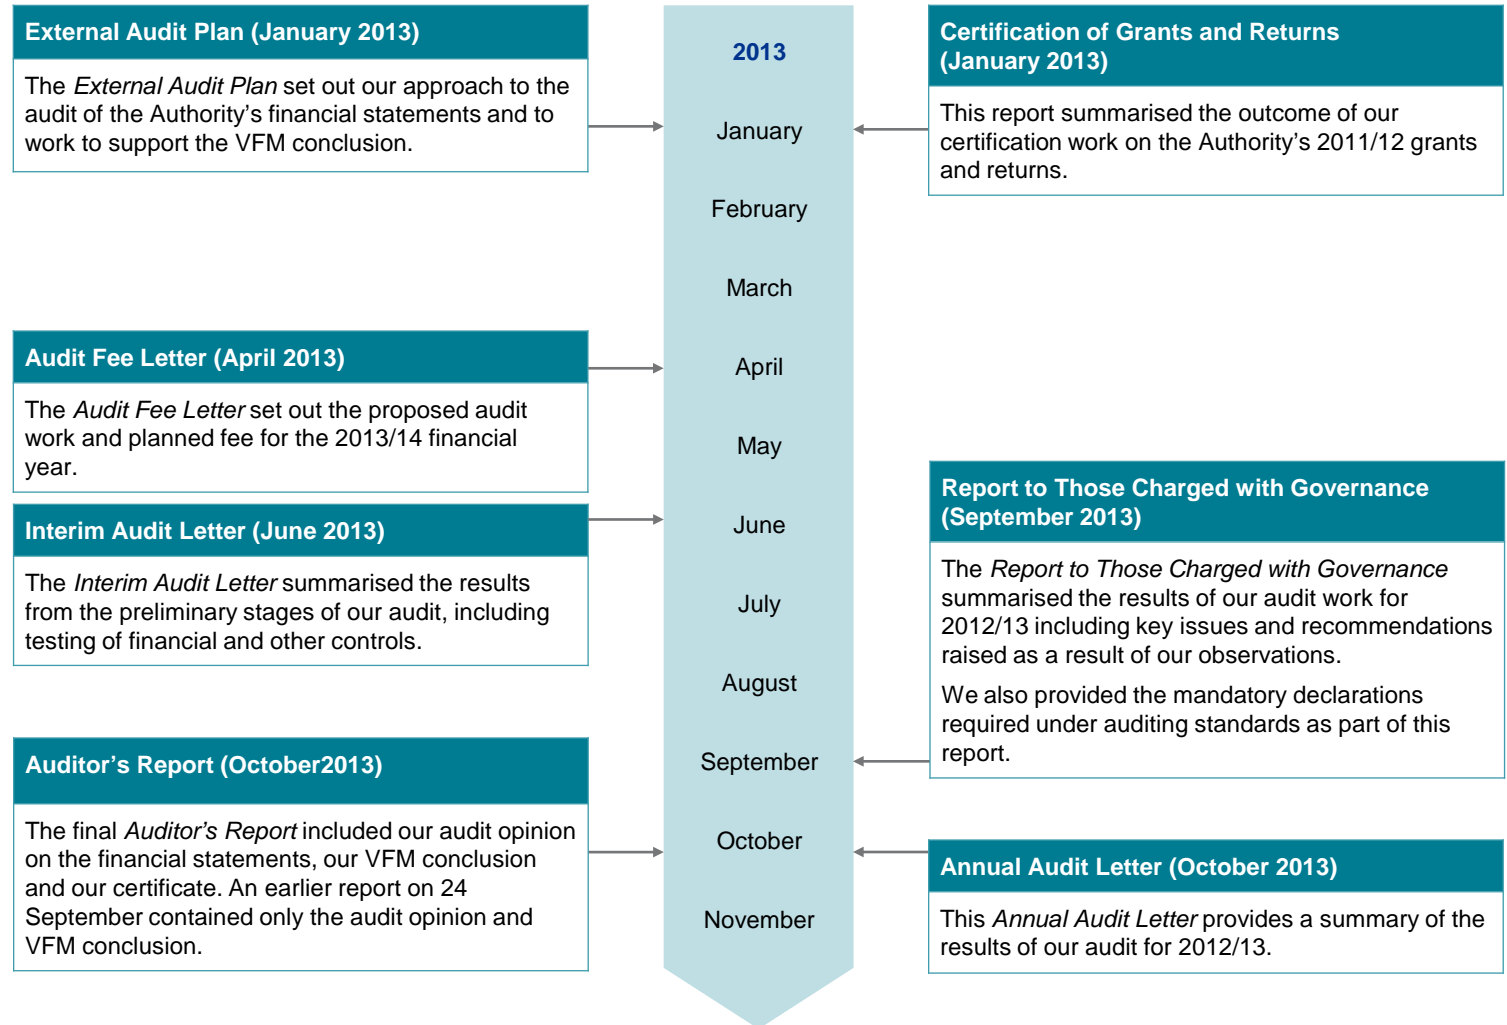 External Audit Plan (January 2013)
The External Audit Plan set out our approach to the
audit of the Authority’s financial statements and to
work to support the VFM conclusion.
Audit Fee Letter (April 2013)
The Audit Fee Letter set out the proposed audit
work and planned fee for the 2013/14 financial
year.
Interim Audit Letter (June 2013)
The Interim Audit Letter summarised the results
from the preliminary stages of our audit, including
testing of financial and other controls.
Auditor’s Report (October2013)
The final Auditor’s Report included our audit opinion
on the financial statements, our VFM conclusion
and our certificate. An earlier report on 24
September contained only the audit opinion and
VFM conclusion.
2013
January
February
March
April
May
June
July
August
September
October
November
Certification of Grants and Returns
(January 2013)
This report summarised the outcome of our
certification work on the Authority’s 2011/12 grants
and returns.
Report to Those Charged with Governance
(September 2013)
The Report to Those Charged with Governance
summarised the results of our audit work for
2012/13 including key issues and recommendations
raised as a result of our observations.
We also provided the mandatory declarations
required under auditing standards as part of this
report.
Annual Audit Letter (October 2013)
This Annual Audit Letter provides a summary of the
results of our audit for 2012/13.